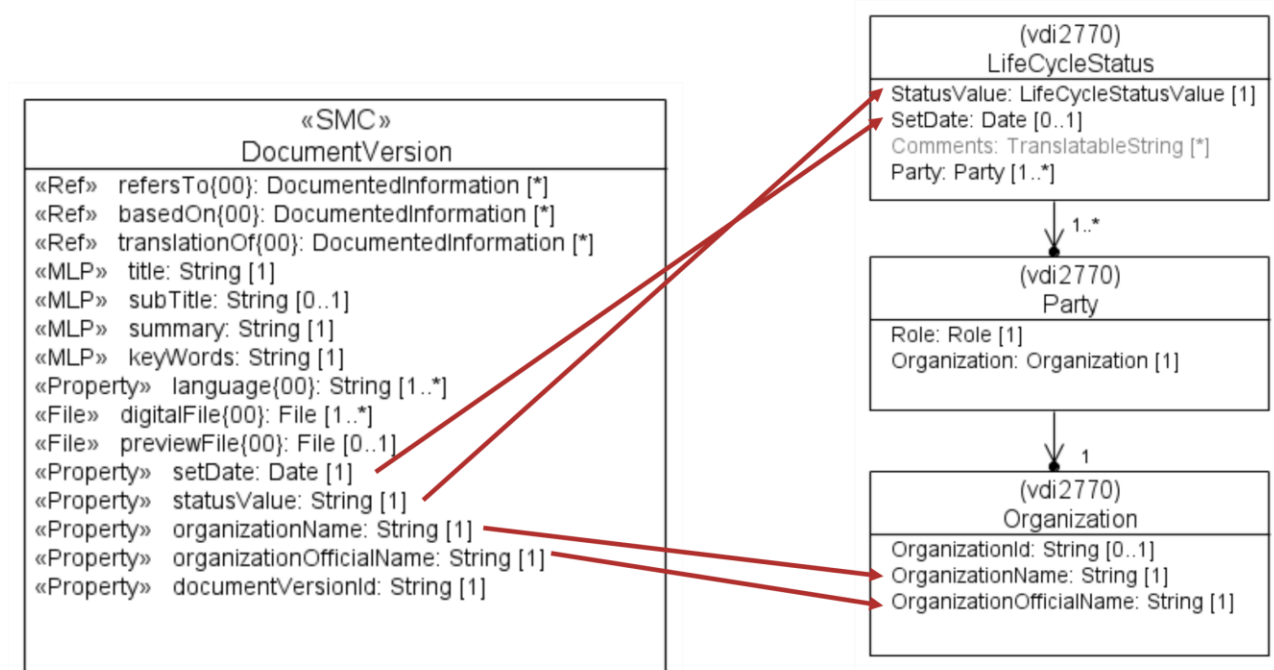 «SMC»
DocumentVersion
«Ref» refersTo{00}: DocumentedInformation [*]
«Ref» basedOn{00}: DocumentedInformation [*]
«Ref» translationOf{00}: DocumentedInformation [*]
«MLP» title: String [1]
«MLP» subTitle: String [0..1]
«MLP» summary: String [1]
«MLP» keyWords: String [1]
«Property» language{00}: String [1..*]
«File» digitalFile{00}: File [1..*]
«File» previewFile{00}: File [0..1]
«Property» setDate: Date [1]
«Property» statusValue: String [1]
«Property» organizationName: String [1]
«Property» organizationOfficialName: String [1]
«Property» documentVersionId: String [1]
(vdi2770)
LifeCycleStatus
StatusValue: LifeCycleStatusValue [1]
SetDate: Date [0..1]
Comments: TranslatableString [*]
Party: Party [1..*]
1..*
(vdi2770)
Party
Role: Role [1]
Organization: Organization [1]
1
(vdi2770)
Organization
OrganizationId: String [0..1]
OrganizationName: String [1]
OrganizationOfficialName: String [1]